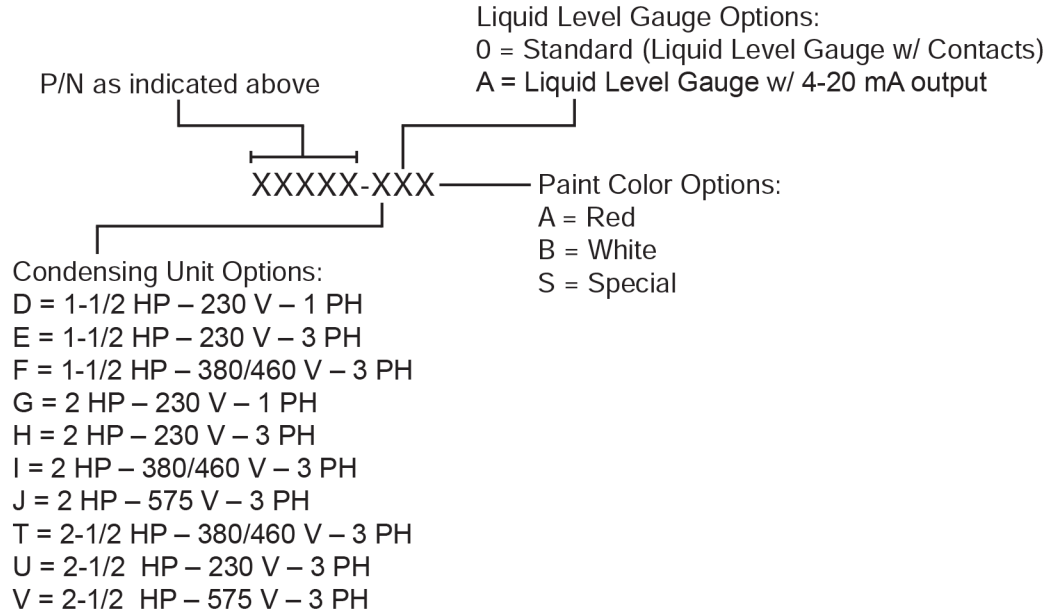 Liquid Level Gauge Options:
0 = Standard (Liquid Level Gauge w/ Contacts)
A = Liquid Level Gauge w/ 4-20 mA output
P/N as indicated above
XXXXX-XXX
Paint Color Options:
A = Red
B = White
S = Special
Condensing Unit Options:
D = 1-1/2 HP – 230 V – 1 PH
E = 1-1/2 HP – 230 V – 3 PH
F = 1-1/2 HP – 380/460 V – 3 PH
G = 2 HP – 230 V – 1 PH
H = 2 HP – 230 V – 3 PH
I = 2 HP – 380/460 V – 3 PH
J = 2 HP – 575 V – 3 PH
T = 2-1/2 HP – 380/460 V – 3 PH
U = 2-1/2  HP – 230 V – 3 PH
V = 2-1/2  HP – 575 V – 3 PH